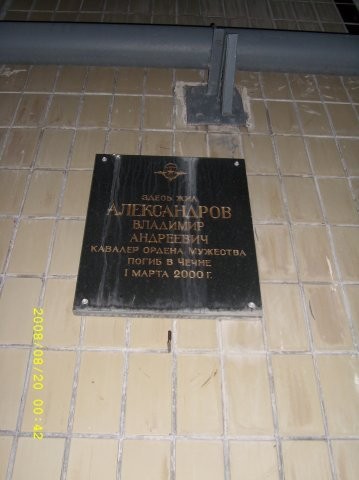 ЗДЕСЬ ЖИЛ
АЛЕКСАНДРОВ
ВЛАДИМИР
АНДРЕЕВИЧ
КАВАЛЕР ОРДЕНА МУЖЕСТВА
ПОГИБ В ЧЕЧНЕ
1 МАРТА 2000 Г.
2008/08/20 00:42